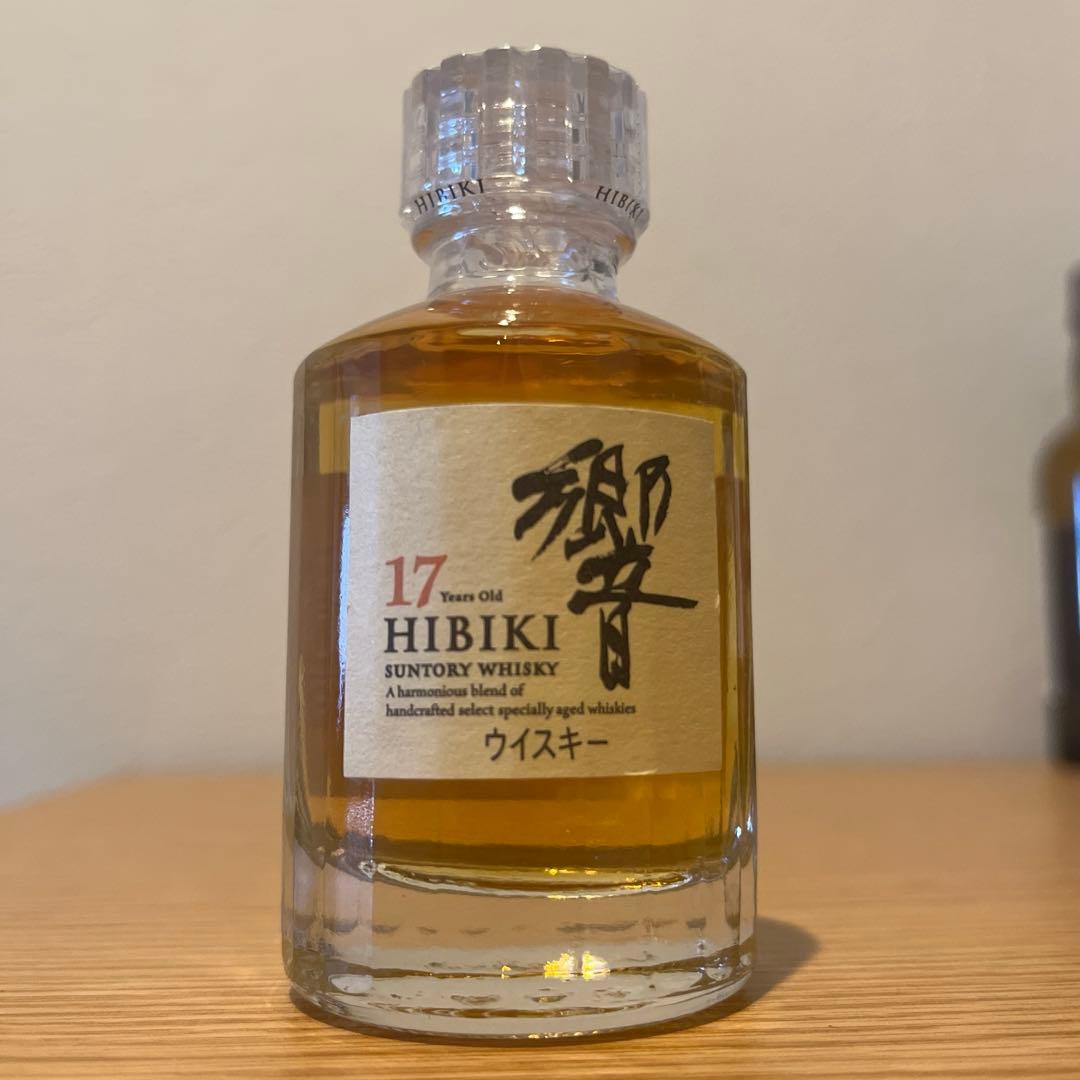 HIBIKI HIBIKI
響
17 Years Old
HIBIKI
SUNTORY WHISKY
A harmonious blend of
handcrafted select specially aged whiskies
ウイスキー